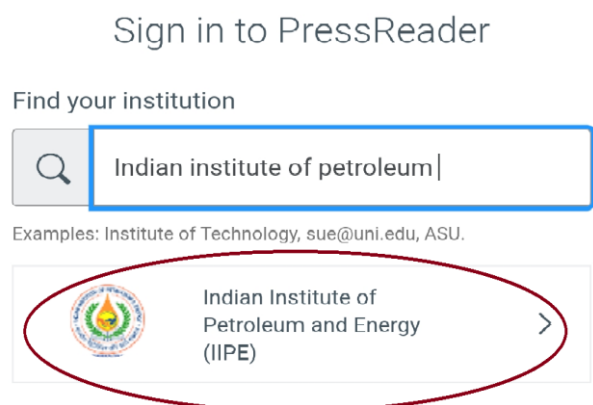 Sign in to PressReader
Find your institution
Indian institute of petroleum
Examples: Institute of Technology, sue@uni.edu, ASU.
Indian Institute of
Petroleum and Energy
(IIPE)